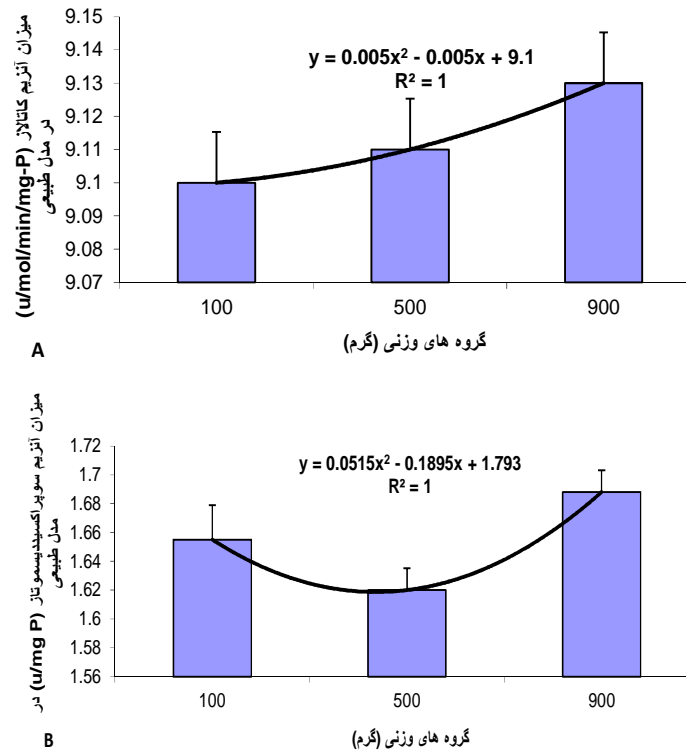 میزان آنزیم کاتالاز (u/mol/min/mg-P)
در مدل طبیعی
9.15
9.14
9.13
9.12
9.11
9.1
9.09
9.08
9.07
y = 0.005x² - 0.005x + 9.1
R² = 1
100 500 900
گروه های وزنی (گرم)
A
میزان آنزیم سوپراکسیددیسموتاز (u/mg P) در
مدل طبیعی
1.72
1.7
1.68
1.66
1.64
1.62
1.6
1.58
1.56
y = 0.0515x² - 0.1895x + 1.793
R² = 1
100 500 900
گروه های وزنی (گرم)
B